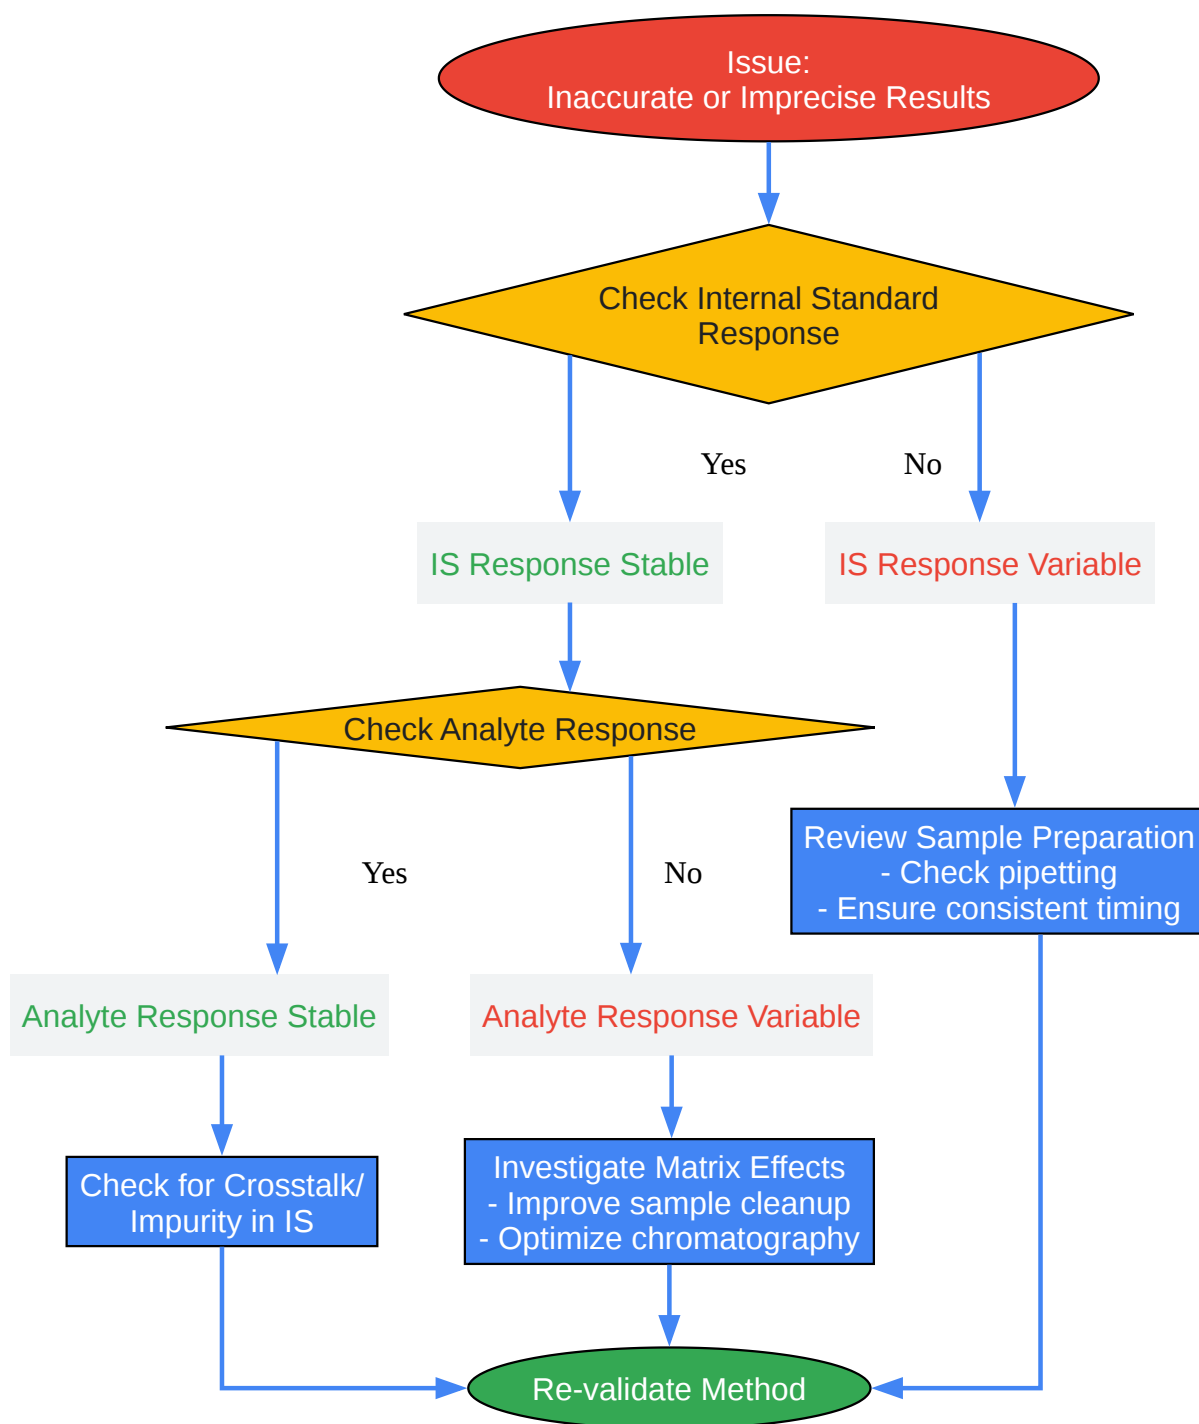 Issue:
Inaccurate or Imprecise Results
Check Internal Standard
Response
Yes
No
IS Response Stable
IS Response Variable
Check Analyte Response
Review Sample Preparation
- Check pipetting
- Ensure consistent timing
Yes
No
Analyte Response Stable
Analyte Response Variable
Check for Crosstalk/
Impurity in IS
Investigate Matrix Effects
- Improve sample cleanup
- Optimize chromatography
Re-validate Method